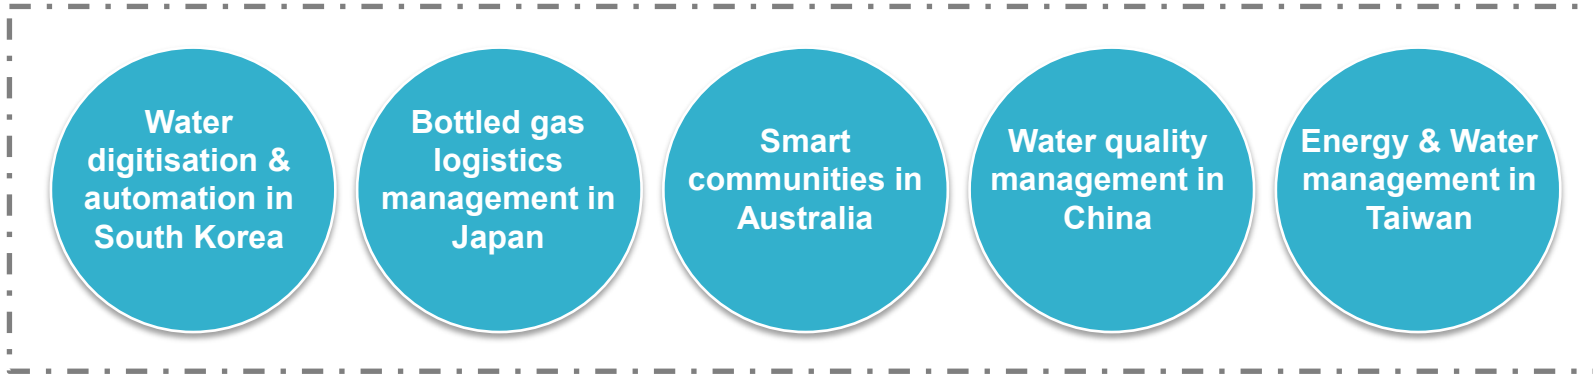 Water
digitisation &
automation in
South Korea
Bottled gas
logistics
management in
Japan
Smart
communities in
Australia
Water quality
management in
China
Energy & Water
management in
Taiwan